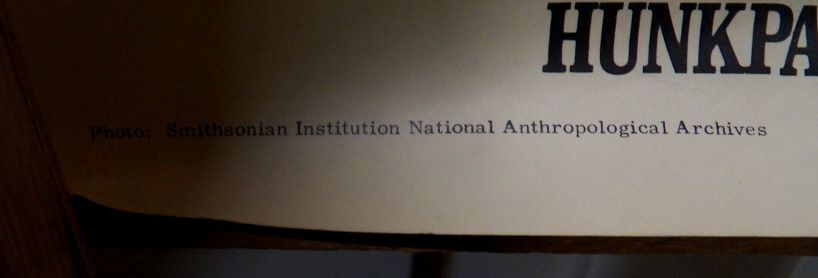 HUNKPA
Photo: Smithsonian Institution National Anthropological Archives